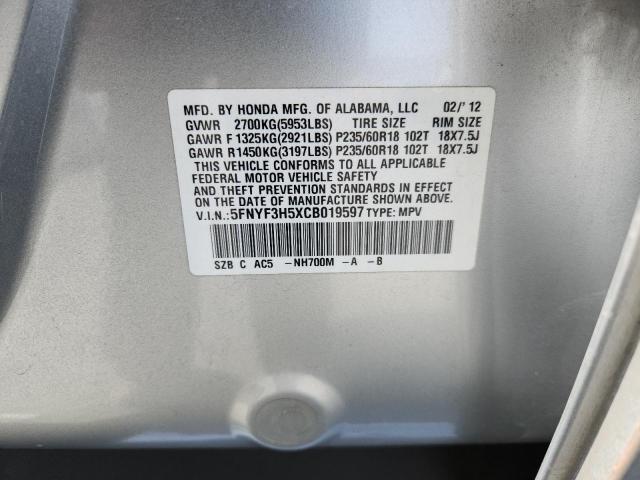 MFD. BY HONDA MFG. OF ALABAMA, LLC 02/'12
GVWR 2700KG(5953LBS) TIRE SIZE RIM SIZE
GAWR F1325KG(2921LBS)P235/60R18 102T 18X7.5J
GAWR R1450KG(3197LBS)P235/60R18 102T 18X7.5J
THIS VEHICLE CONFORMS TO ALL APPLICABLE
FEDERAL MOTOR VEHICLE SAFETY
AND THEFT PREVENTION STANDARDS IN EFFECT
ON THE DATE OF MANUFACTURE SHOWN ABOVE.
V.I.N.:5FNYF3H5XCB019597 TYPE: MPV
SZB C AC5 -NH700M -A -B